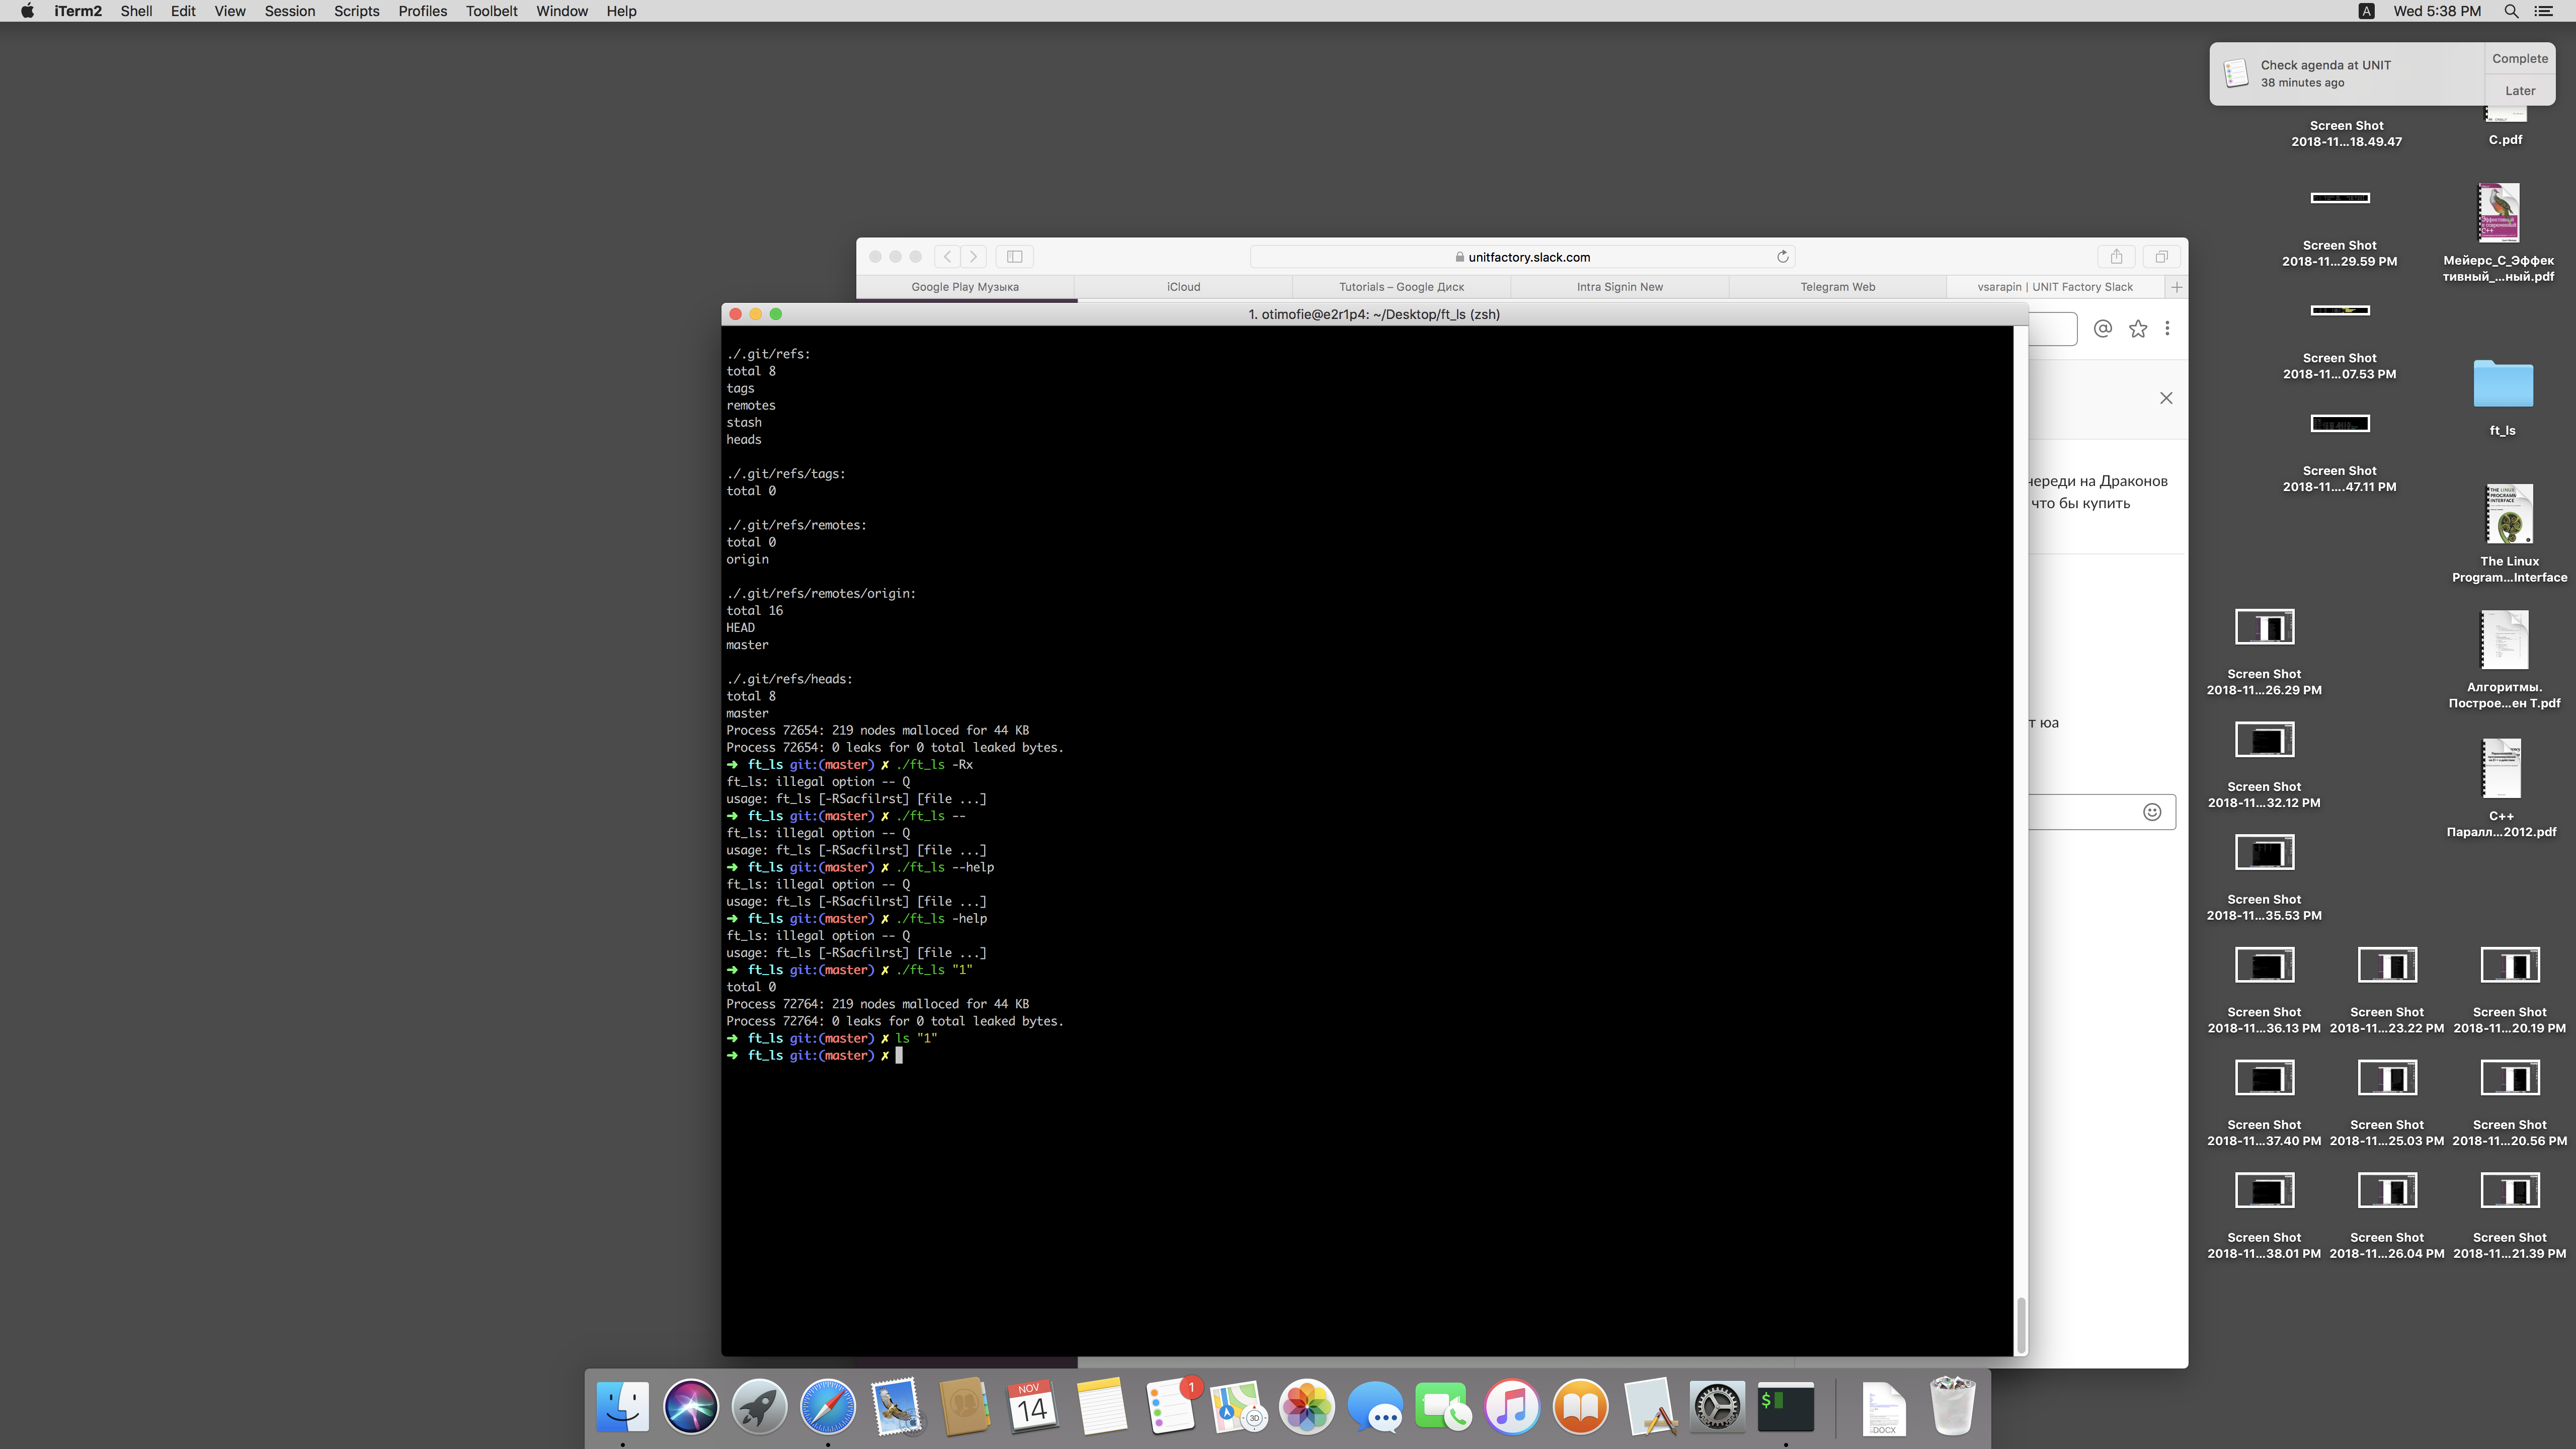 iTerm2 Shell Edit View Session Scripts Profiles Toolbelt Window Help
A Wed 5:38 PM
Check agenda at UNIT
38 minutes ago
Complete
Later
Screen Shot
2018-11...18.49.47
C.pdf
Screen Shot
2018-11...29.59 PM
Мейерс_С_Эффек
тивный_...ный.pdf
Screen Shot
2018-11...07.53 PM
ft_ls
Screen Shot
2018-11....47.11 PM
THE LINUX
PROGRAMMING
INTERFACE
The Linux
Program...Interface
Screen Shot
2018-11...26.29 PM
Алгоритмы.
Построе...ен Т.pdf
Screen Shot
2018-11...32.12 PM
C++
Паралл...2012.pdf
Screen Shot
2018-11...35.53 PM
Screen Shot
2018-11...36.13 PM
Screen Shot
2018-11...23.22 PM
Screen Shot
2018-11...20.19 PM
Screen Shot
2018-11...37.40 PM
Screen Shot
2018-11...25.03 PM
Screen Shot
2018-11...20.56 PM
Screen Shot
2018-11...38.01 PM
Screen Shot
2018-11...26.04 PM
Screen Shot
2018-11...21.39 PM
unitfactory.slack.com
Google Play Музыка
iCloud
Tutorials – Google Диск
Intra Signin New
Telegram Web
vsarapin | UNIT Factory Slack
череди на Драконов
что бы купить
т юа
1. otimofie@e2r1p4: ~/Desktop/ft_ls (zsh)
./.git/refs:
total 8
tags
remotes
stash
heads
./.git/refs/tags:
total 0
./.git/refs/remotes:
total 0
origin
./.git/refs/remotes/origin:
total 16
HEAD
master
./.git/refs/heads:
total 8
master
Process 72654: 219 nodes malloced for 44 KB
Process 72654: 0 leaks for 0 total leaked bytes.
➜ ft_ls git:(master) ✗ ./ft_ls -Rx
ft_ls: illegal option -- Q
usage: ft_ls [-RSacfilrst] [file ...]
➜ ft_ls git:(master) ✗ ./ft_ls --
ft_ls: illegal option -- Q
usage: ft_ls [-RSacfilrst] [file ...]
➜ ft_ls git:(master) ✗ ./ft_ls --help
ft_ls: illegal option -- Q
usage: ft_ls [-RSacfilrst] [file ...]
➜ ft_ls git:(master) ✗ ./ft_ls -help
ft_ls: illegal option -- Q
usage: ft_ls [-RSacfilrst] [file ...]
➜ ft_ls git:(master) ✗ ./ft_ls "1"
total 0
Process 72764: 219 nodes malloced for 44 KB
Process 72764: 0 leaks for 0 total leaked bytes.
➜ ft_ls git:(master) ✗ ls "1"
➜ ft_ls git:(master) ✗
NOV
14
1
3D
$
DOCX